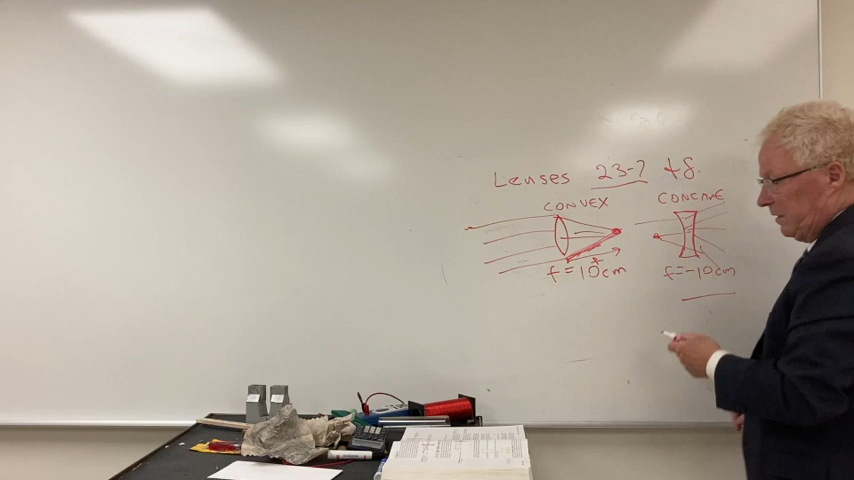 Lenses 23-7 +8.
CONVEX
CONCAVE
f=10cm
f=-10cm